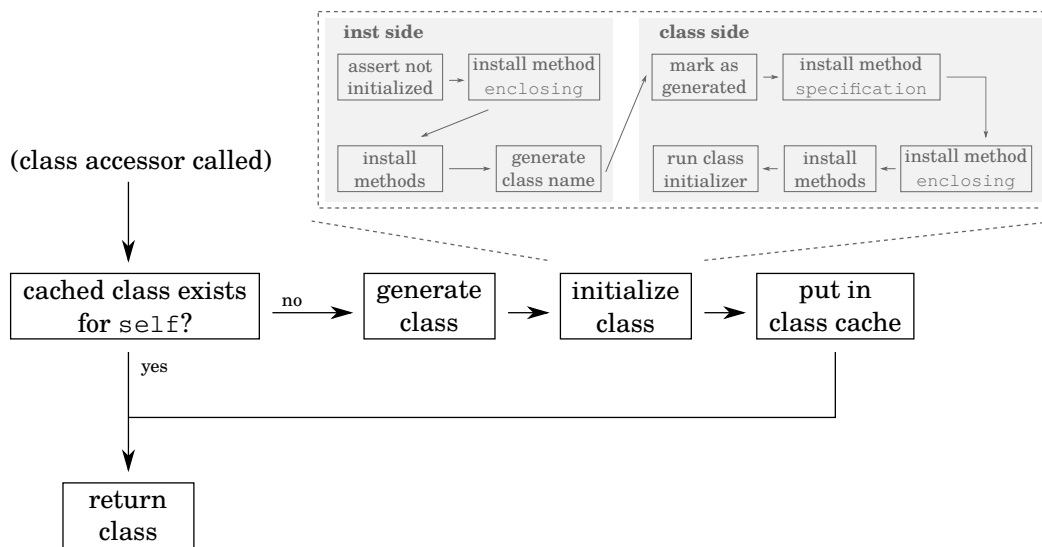 inst side
assert not
initialized
install method
enclosing
install
methods
generate
class name
class side
mark as
generated
install method
specification
run class
initializer
install
methods
install method
enclosing
(class accessor called)
cached class exists
for self?
no
generate
class
initialize
class
put in
class cache
yes
return
class